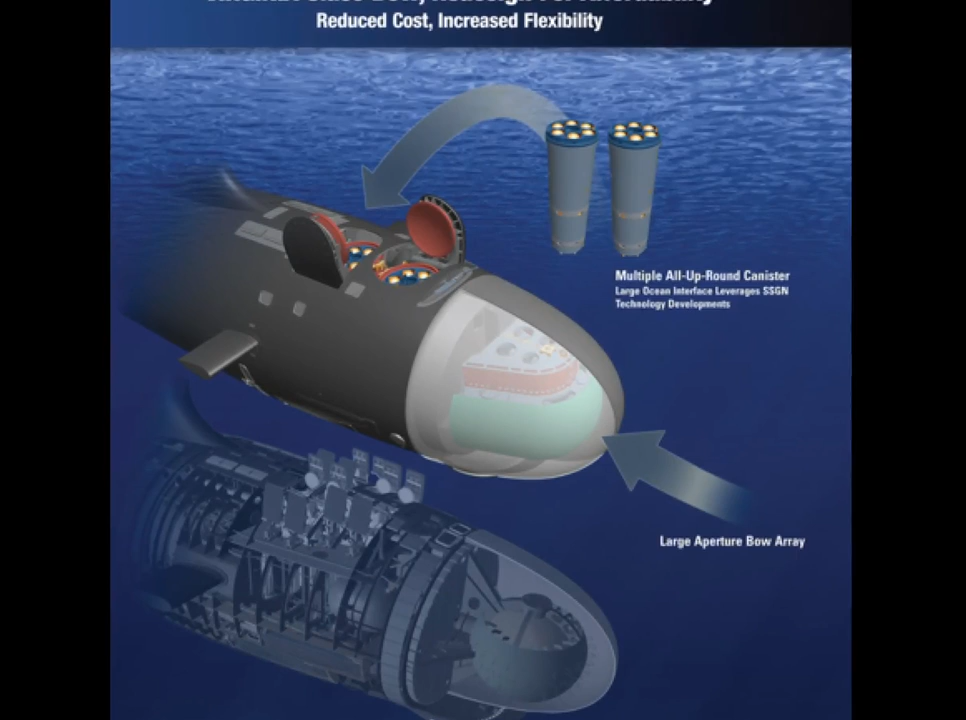 Reduced Cost, Increased Flexibility
Multiple All-Up-Round Canister
Large Ocean Interface Leverages SSGN
Technology Developments
Large Aperture Bow Array